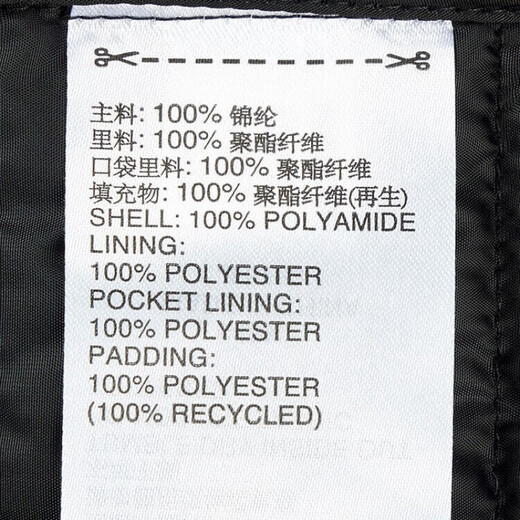 主料: 100% 锦纶
里料: 100% 聚酯纤维
口袋里料: 100% 聚酯纤维
填充物: 100% 聚酯纤维(再生)
SHELL: 100% POLYAMIDE
LINING:
100% POLYESTER
POCKET LINING:
100% POLYESTER
PADDING:
100% POLYESTER
(100% RECYCLED)